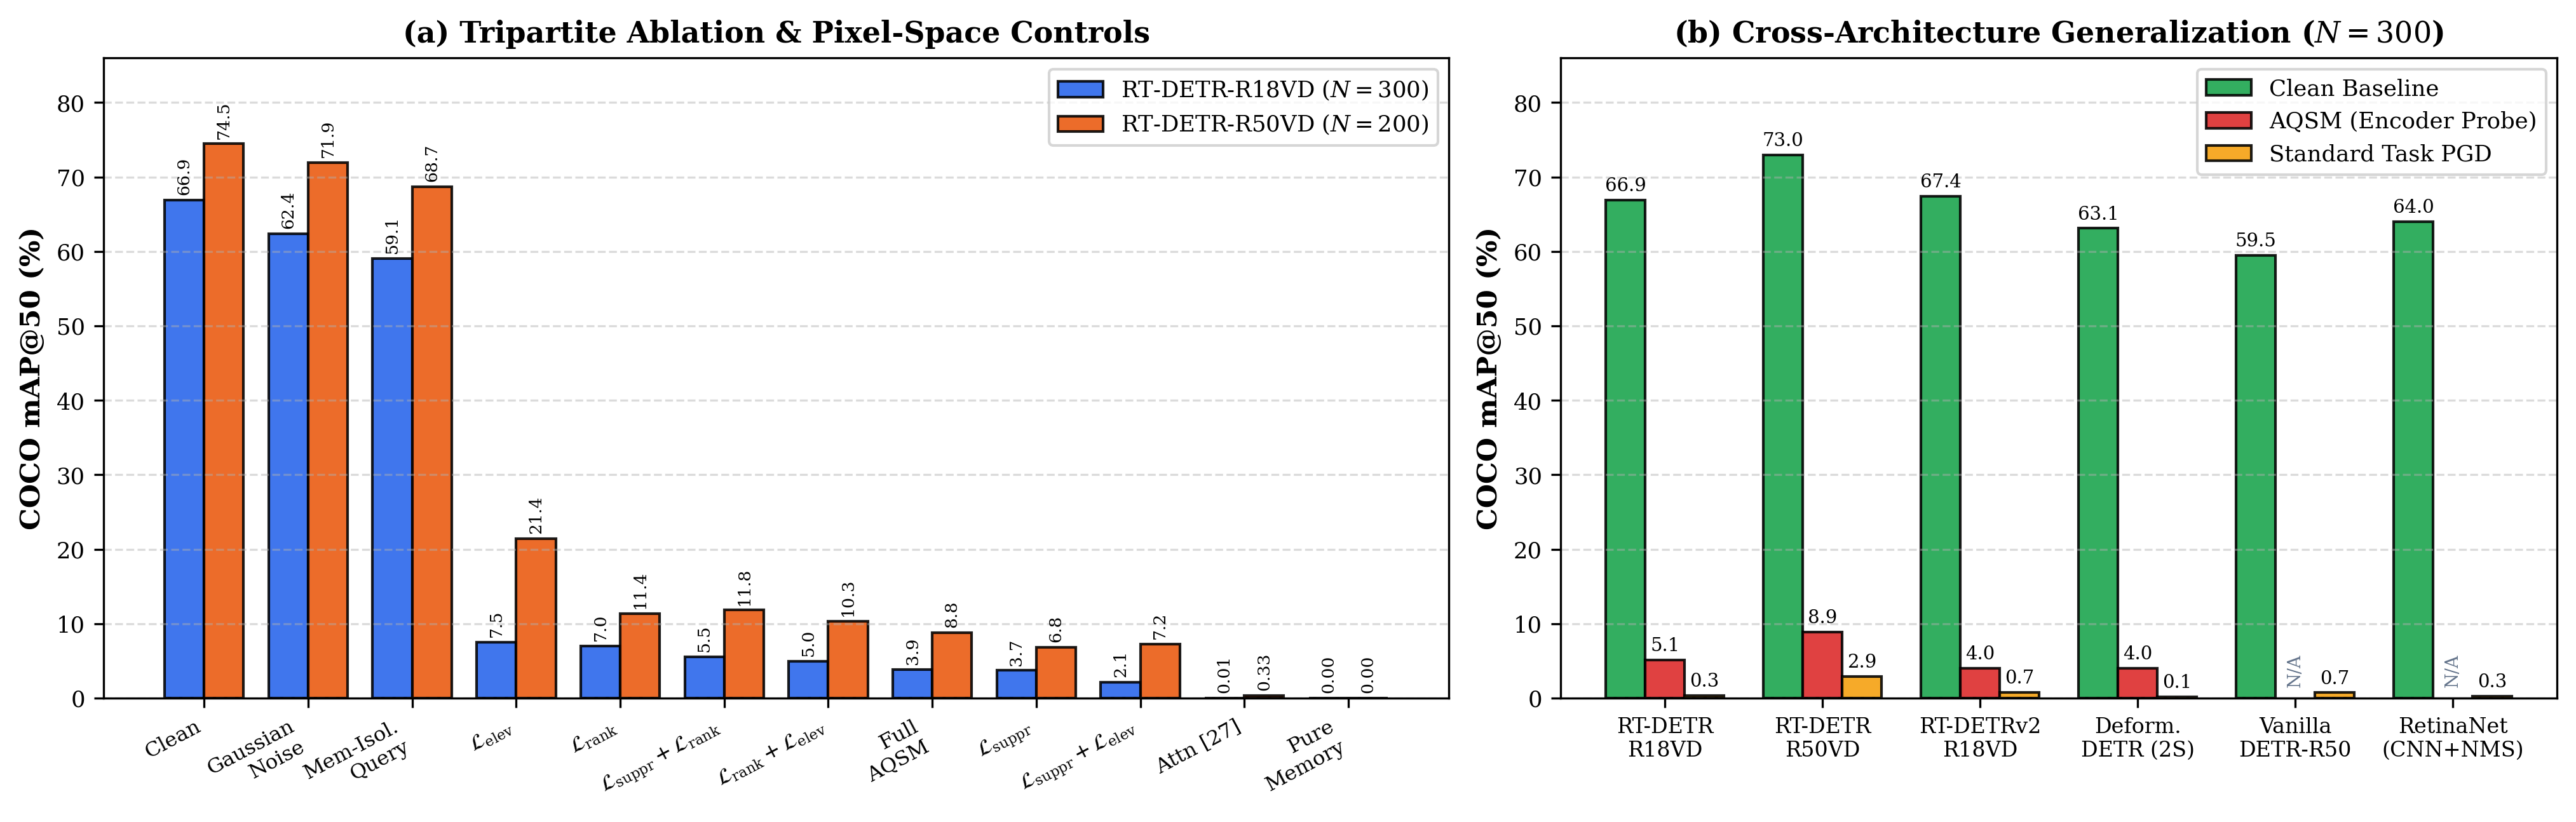 (a) Tripartite Ablation & Pixel-Space Controls
COCO mAP@50 (%)
80
70
60
50
40
30
20
10
0
RT-DETR-R18VD (N = 300)
RT-DETR-R50VD (N = 200)
66.9
74.5
62.4
71.9
59.1
68.7
7.5
21.4
7.0
11.4
5.5
11.8
5.0
10.3
3.9
8.8
3.7
6.8
2.1
7.2
0.01
0.33
0.00
0.00
Clean
Gaussian
Noise
Mem-Isol.
Query
ℒelev
ℒrank
ℒsuppr + ℒrank
ℒrank + ℒelev
Full
AQSM
ℒsuppr
ℒsuppr + ℒelev
Attn [27]
Pure
Memory
(b) Cross-Architecture Generalization (N = 300)
COCO mAP@50 (%)
80
70
60
50
40
30
20
10
0
Clean Baseline
AQSM (Encoder Probe)
Standard Task PGD
66.9
5.1
0.3
73.0
8.9
2.9
67.4
4.0
0.7
63.1
4.0
0.1
59.5
N/A
0.7
64.0
N/A
0.3
RT-DETR
R18VD
RT-DETR
R50VD
RT-DETRv2
R18VD
Deform.
DETR (2S)
Vanilla
DETR-R50
RetinaNet
(CNN+NMS)